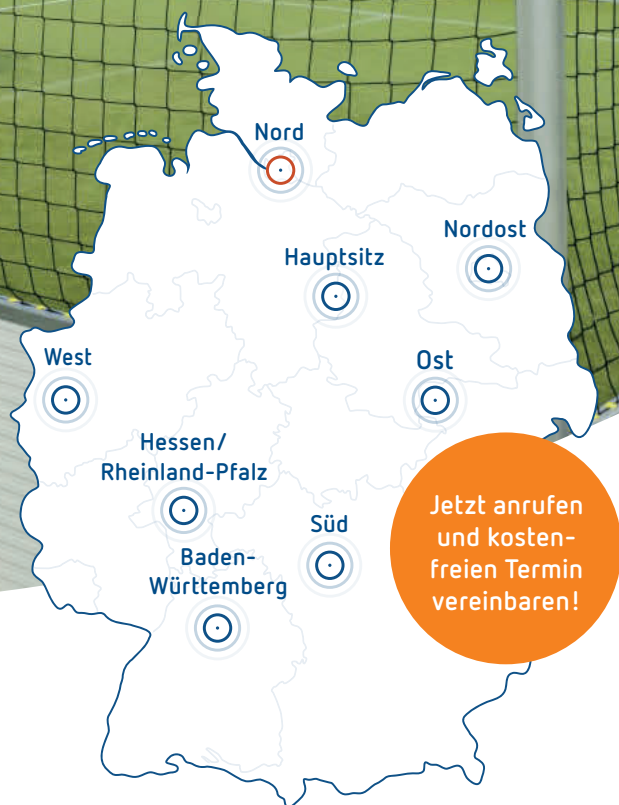 Nord
Nordost
Hauptsitz
West
Ost
Hessen/
Rheinland-Pfalz
Süd
Baden-
Württemberg
Jetzt anrufen
und kosten-
freien Termin
vereinbaren!